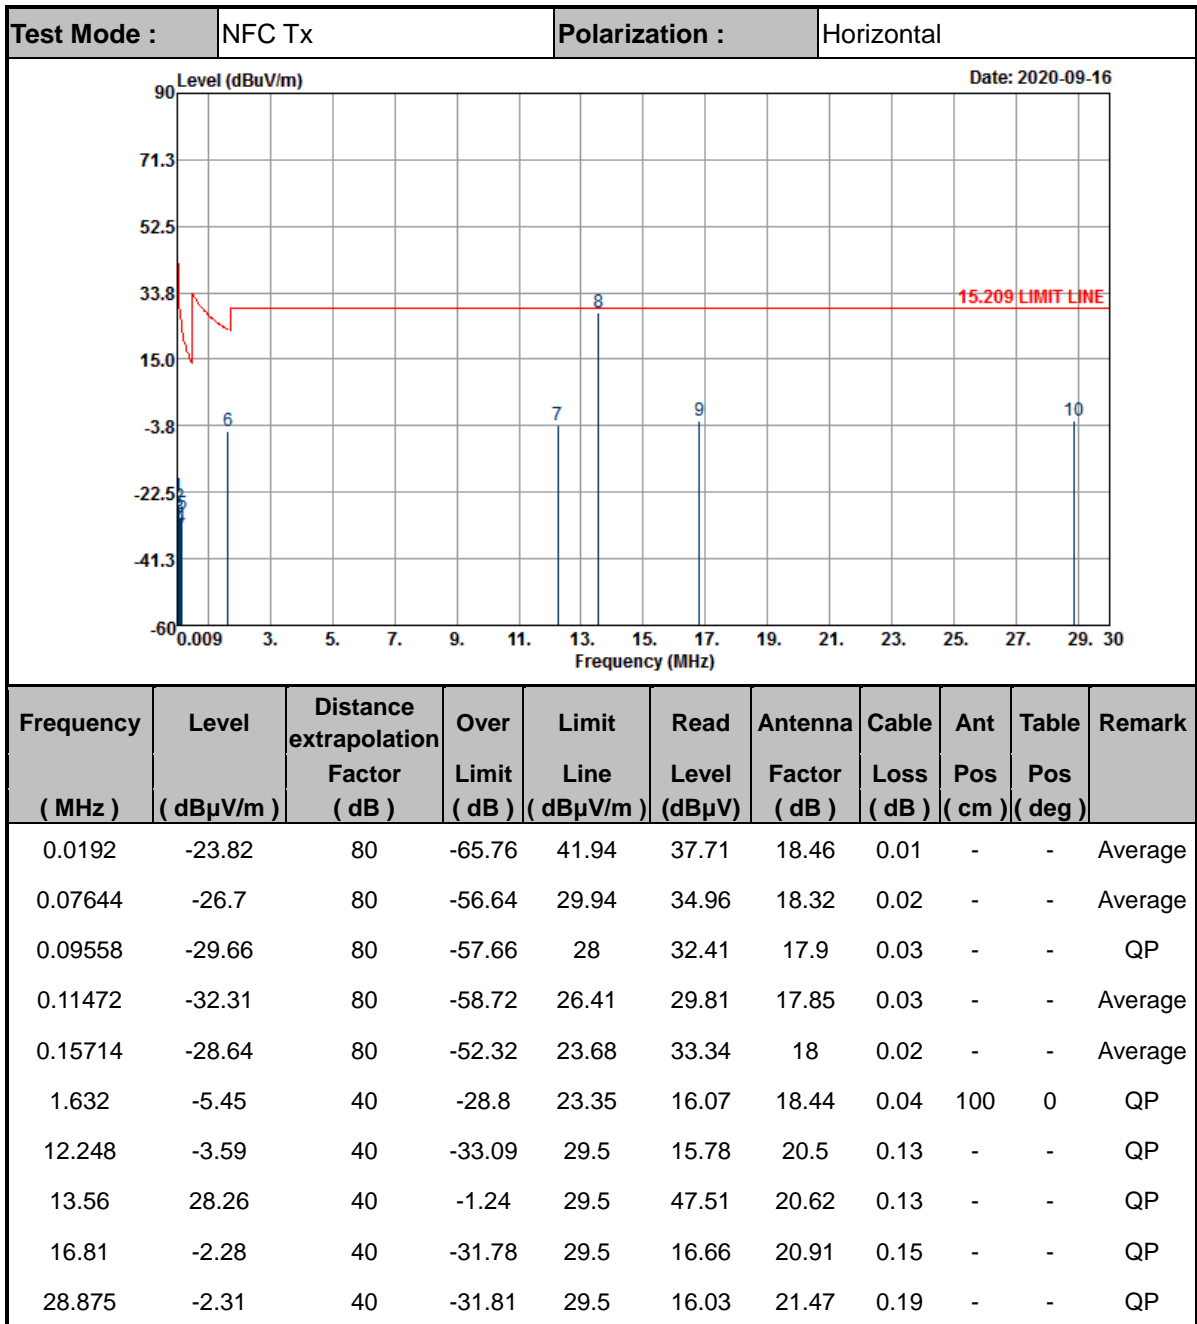 Test Mode : NFC Tx Polarization : Horizontal
Level (dBuV/m) Date: 2020-09-16
90
71.3
52.5
33.8
8 15.209 LIMIT LINE
15.0
6 7 9 10
-3.8
-22.5
-41.3
-60
0.009 3. 5. 7. 9. 11. 13. 15. 17. 19. 21. 23. 25. 27. 29. 30
Frequency (MHz)
Frequency Level Distance extrapolation Over Limit Read Antenna Cable Ant Table Remark
Factor Limit Line Level Factor Loss Pos Pos
( MHz ) ( dBµV/m ) ( dB ) ( dB ) ( dBµV/m ) (dBµV) ( dB ) ( dB ) ( cm ) ( deg )
0.0192 -23.82 80 -65.76 41.94 37.71 18.46 0.01 - - Average
0.07644 -26.7 80 -56.64 29.94 34.96 18.32 0.02 - - Average
0.09558 -29.66 80 -57.66 28 32.41 17.9 0.03 - - QP
0.11472 -32.31 80 -58.72 26.41 29.81 17.85 0.03 - - Average
0.15714 -28.64 80 -52.32 23.68 33.34 18 0.02 - - Average
1.632 -5.45 40 -28.8 23.35 16.07 18.44 0.04 100 0 QP
12.248 -3.59 40 -33.09 29.5 15.78 20.5 0.13 - - QP
13.56 28.26 40 -1.24 29.5 47.51 20.62 0.13 - - QP
16.81 -2.28 40 -31.78 29.5 16.66 20.91 0.15 - - QP
28.875 -2.31 40 -31.81 29.5 16.03 21.47 0.19 - - QP